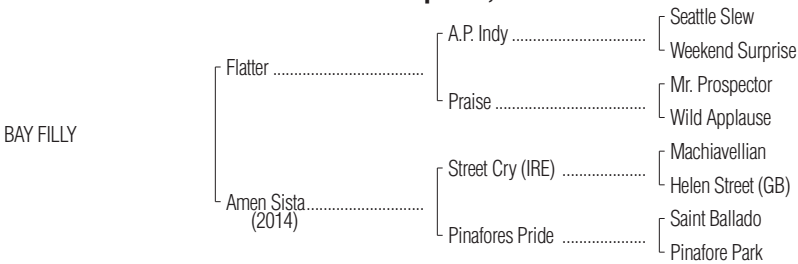 Seattle Slew
A.P. Indy
Weekend Surprise
Flatter
Mr. Prospector
Praise
Wild Applause
BAY FILLY
Machiavellian
Street Cry (IRE)
Helen Street (GB)
Amen Sista
(2014)
Saint Ballado
Pinafores Pride
Pinafore Park